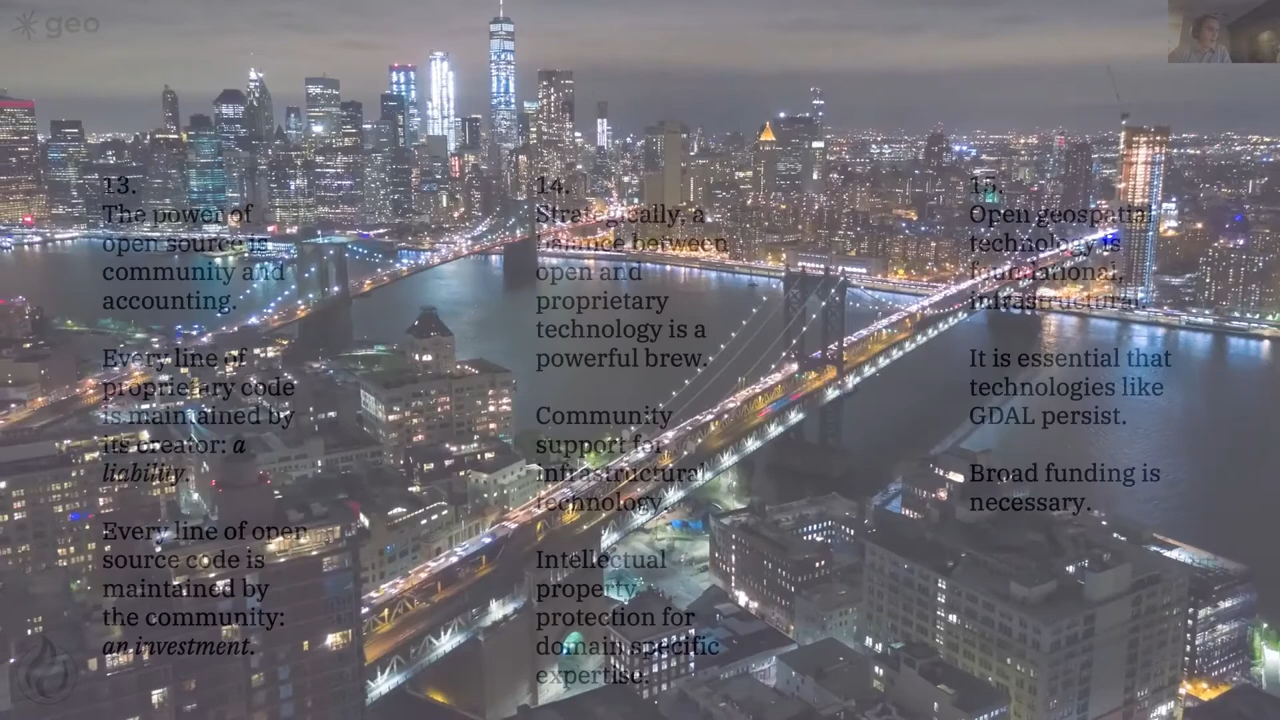 geo
13.
The power of
open source is
community and
accounting.
Every line of
proprietary code
is maintained by
its creator: a
liability.
Every line of open
source code is
maintained by
the community:
an investment.
14.
Strategically, a
balance between
open and
proprietary
technology is a
powerful brew.
Community
support for
infrastructural
technology.
Intellectual
property
protection for
domain specific
expertise.
15.
Open geospatial
technology is
foundational,
infrastructural.
It is essential that
technologies like
GDAL persist.
Broad funding is
necessary.